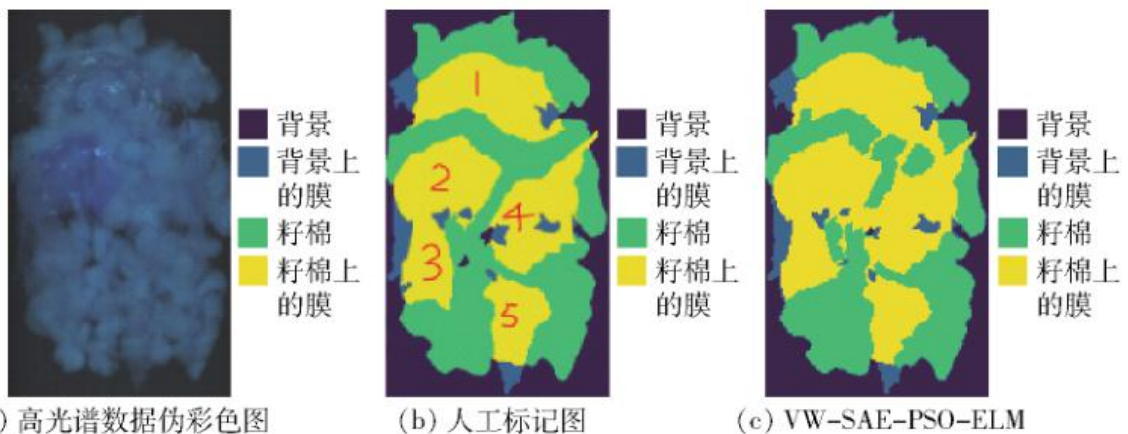 背景
背景上
的膜
籽棉
籽棉上
的膜
1
2
3
4
5
背景
背景上
的膜
籽棉
籽棉上
的膜
背景
背景上
的膜
籽棉
籽棉上
的膜
) 高光谱数据伪彩色图
(b) 人工标记图
(c) VW-SAE-PSO-ELM